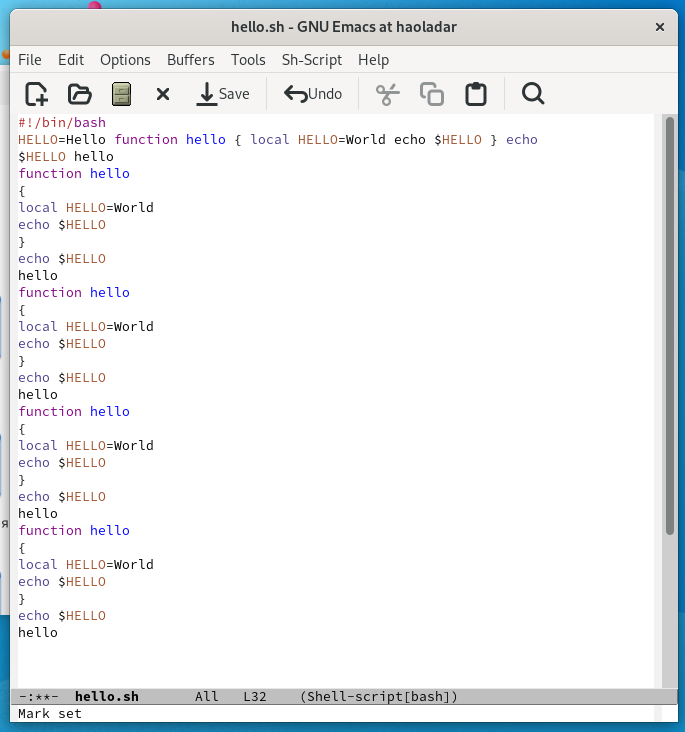 hello.sh - GNU Emacs at haoladar
File Edit Options Buffers Tools Sh-Script Help
Save Undo
#!/bin/bash
HELLO=Hello function hello { local HELLO=World echo $HELLO } echo
$HELLO hello
function hello
{
local HELLO=World
echo $HELLO
}
echo $HELLO
hello
function hello
{
local HELLO=World
echo $HELLO
}
echo $HELLO
hello
function hello
{
local HELLO=World
echo $HELLO
}
echo $HELLO
hello
я
function hello
{
local HELLO=World
echo $HELLO
}
echo $HELLO
hello
-:**- hello.sh All L32 (Shell-script[bash])
Mark set